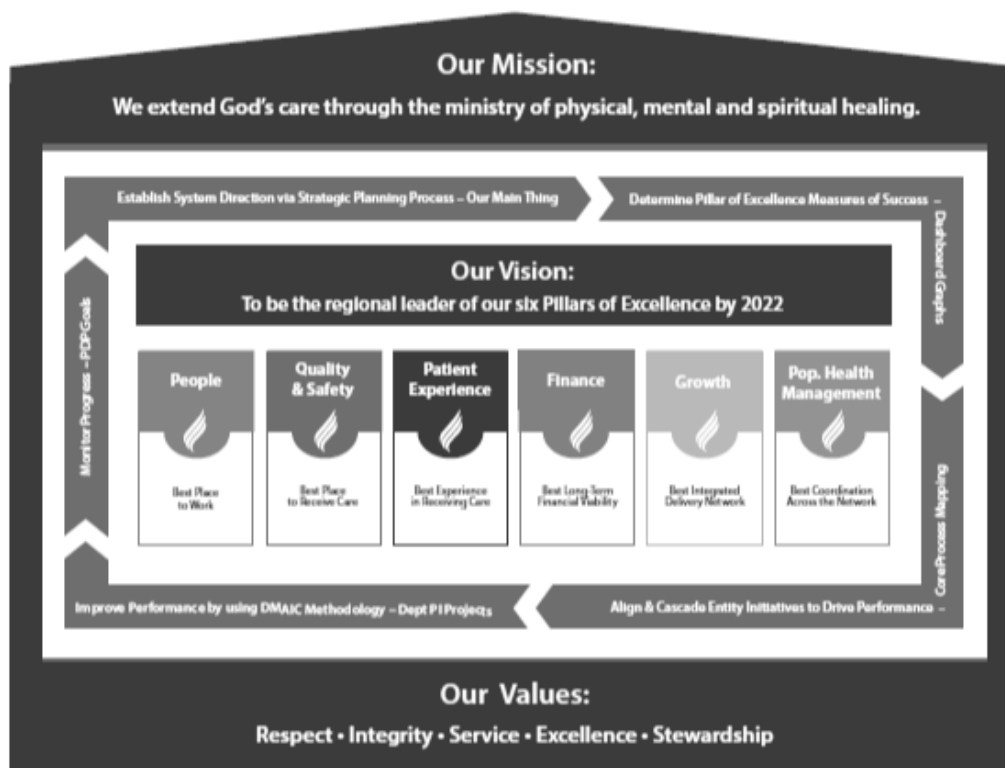 Our Mission:
We extend God's care through the ministry of physical, mental and spiritual healing.
Establish System Direction via Strategic Planning Process – Our Main Thing
Determine Pillar of Excellence Measures of Success –
Dashboard Graphs
Our Vision:
To be the regional leader of our six Pillars of Excellence by 2022
People
Best Place
to Work
Quality
& Safety
Best Place
to Receive Care
Patient
Experience
Best Experience
in Receiving Care
Finance
Best Long-Term
Financial Viability
Growth
Best Integrated
Delivery Network
Pop. Health
Management
Best Coordination
Across the Network
Align & Cascade Entity Initiatives to Drive Performance –
Core Process Mapping
Improve Performance by using DMAIC Methodology – Dept PI Projects
Monitor Progress – PDP Goals
Our Values:
Respect • Integrity • Service • Excellence • Stewardship